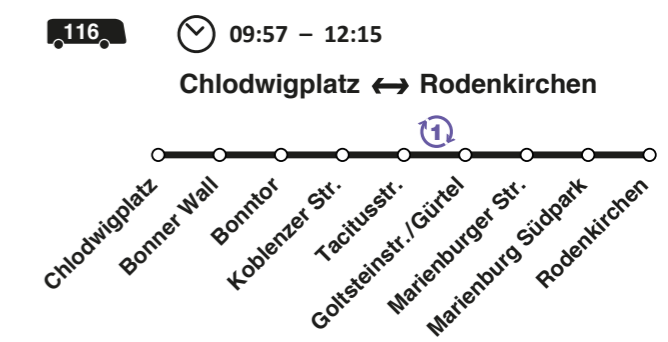 116
09:57 – 12:15
Chlodwigplatz ↔ Rodenkirchen
1
Chlodwigplatz
Bonner Wall
Bonntor
Koblenzer Str.
Tacitusstr.
Goltsteinstr./Gürtel
Marienburger Str.
Marienburg Südpark
Rodenkirchen